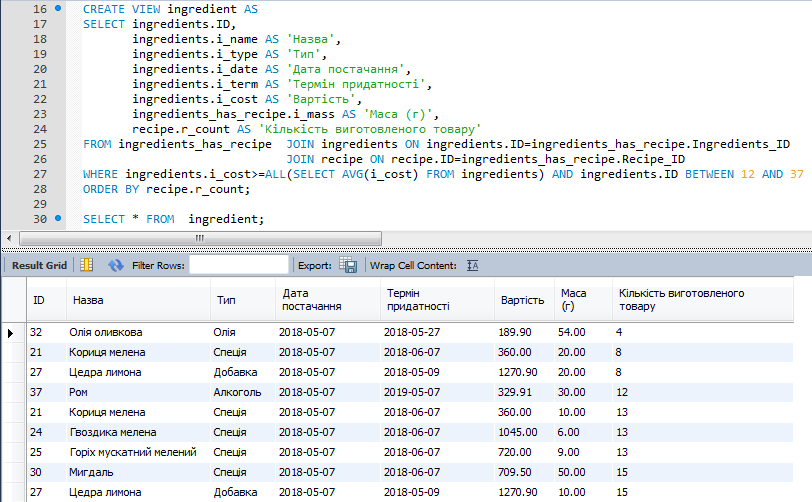 16 CREATE VIEW ingredient AS
17 SELECT ingredients.ID,
18 ingredients.i_name AS 'Назва',
19 ingredients.i_type AS 'Тип',
20 ingredients.i_date AS 'Дата постачання',
21 ingredients.i_term AS 'Термін придатності',
22 ingredients.i_cost AS 'Вартість',
23 ingredients_has_recipe.i_mass AS 'Маса (г)',
24 recipe.r_count AS 'Кількість виготовленого товару'
25 FROM ingredients_has_recipe JOIN ingredients ON ingredients.ID=ingredients_has_recipe.Ingredients_ID
26 JOIN recipe ON recipe.ID=ingredients_has_recipe.Recipe_ID
27 WHERE ingredients.i_cost>=ALL(SELECT AVG(i_cost) FROM ingredients) AND ingredients.ID BETWEEN 12 AND 37
28 ORDER BY recipe.r_count;
29
30 SELECT * FROM ingredient;
Result Grid Filter Rows: Export: Wrap Cell Content:
ID Назва Тип Дата постачання Термін придатності Вартість Маса (г) Кількість виготовленого товару
32 Олія оливкова Олія 2018-05-07 2018-05-27 189.90 54.00 4
21 Кориця мелена Спеція 2018-05-07 2018-06-07 360.00 20.00 8
27 Цедра лимона Добавка 2018-05-07 2018-05-09 1270.90 20.00 8
37 Ром Алкоголь 2018-05-07 2019-05-07 329.91 30.00 12
21 Кориця мелена Спеція 2018-05-07 2018-06-07 360.00 10.00 13
24 Гвоздика мелена Спеція 2018-05-07 2018-06-07 1045.00 6.00 13
25 Горіх мускатний мелений Спеція 2018-05-07 2018-06-07 720.00 9.00 13
30 Мигдаль Спеція 2018-05-07 2018-06-07 709.50 50.00 15
27 Цедра лимона Добавка 2018-05-07 2018-05-09 1270.90 10.00 15